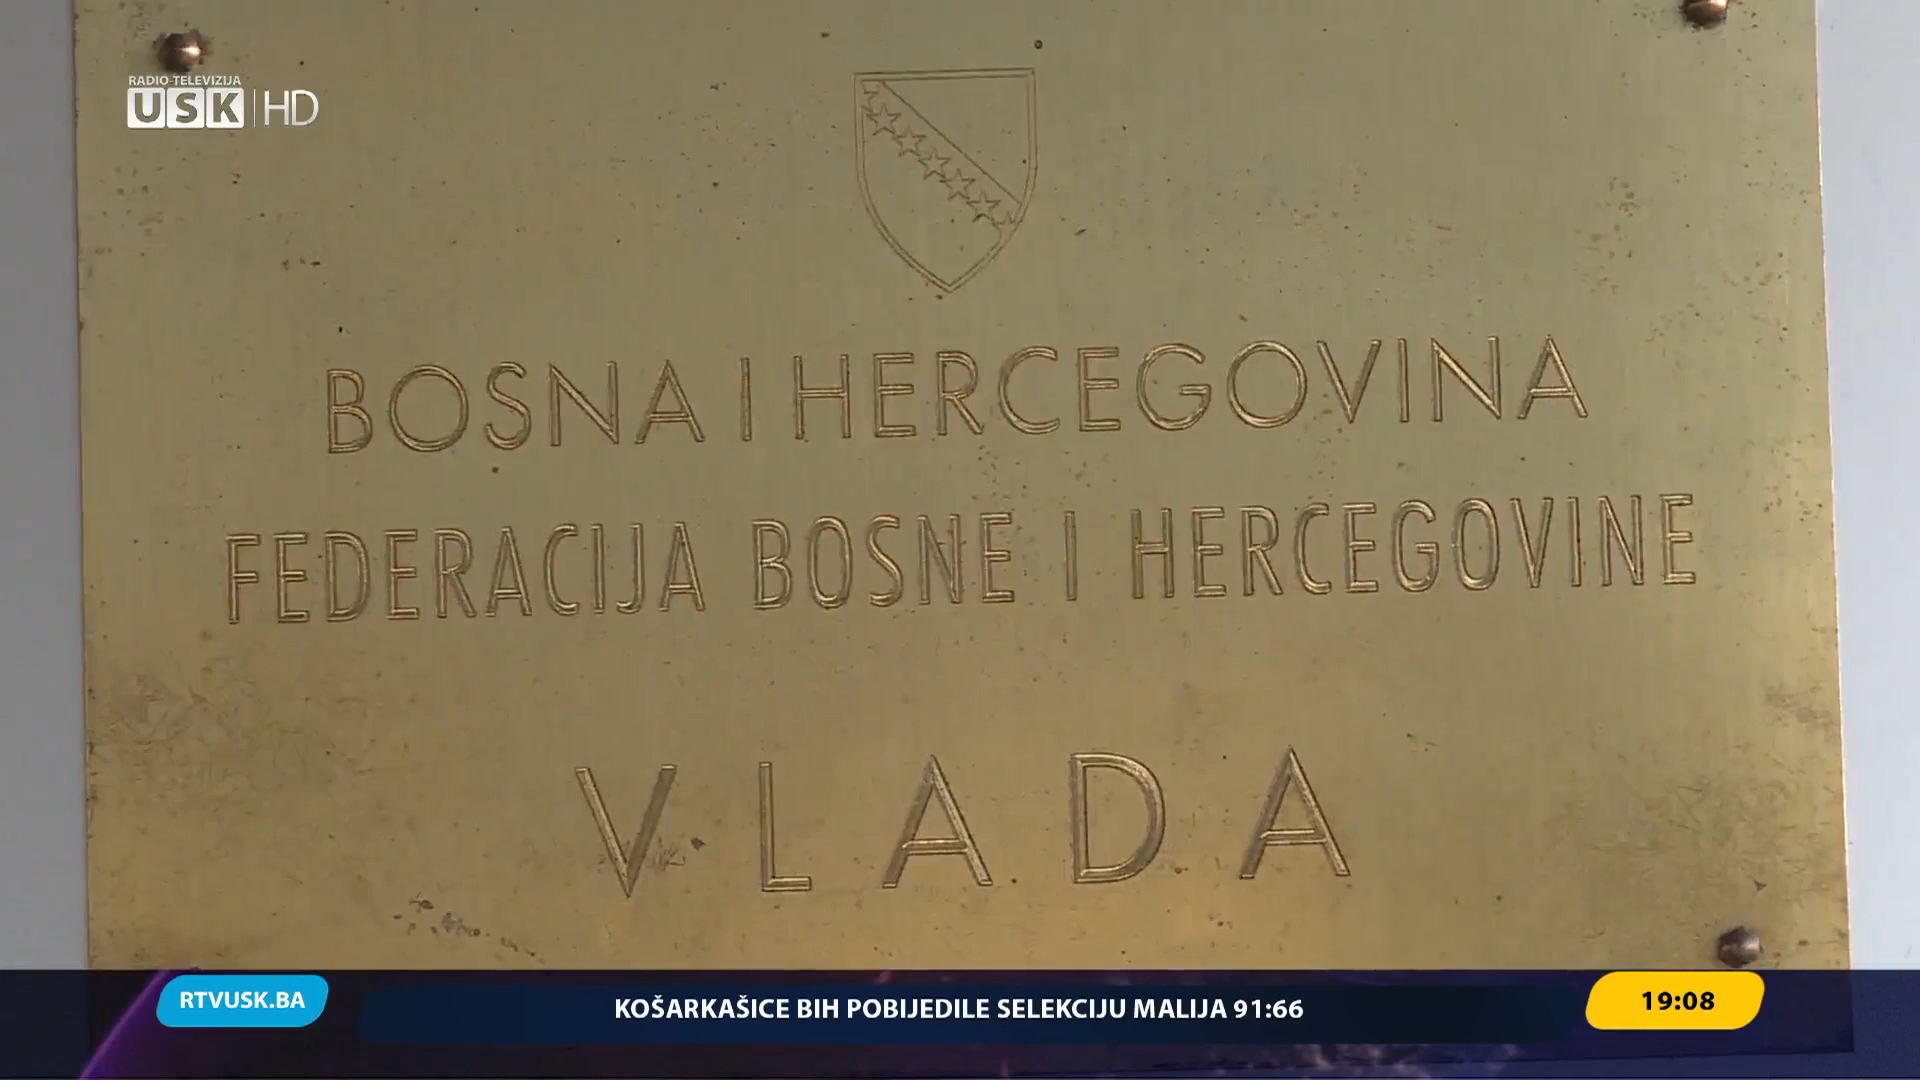 RADIO-TELEVIZIJA
USK HD
BOSNA I HERCEGOVINA
FEDERACIJA BOSNE I HERCEGOVINE
VLADA
RTVUSK.BA
KOŠARKAŠICE BIH POBIJEDILE SELEKCIJU MALIJA 91:66
19:08